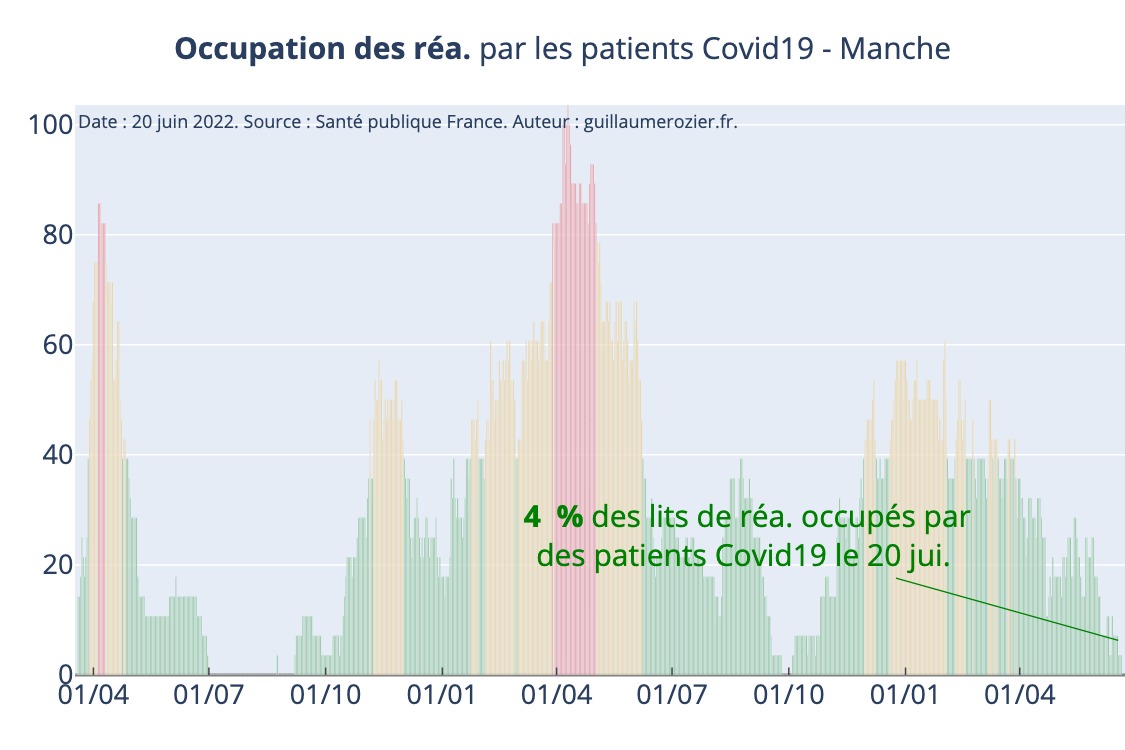 Occupation des réa. par les patients Covid19 - Manche
Date : 20 juin 2022. Source : Santé publique France. Auteur : guillaumerozier.fr.
100
80
60
40
20
0
4 % des lits de réa. occupés par
des patients Covid19 le 20 jui.
01/04 01/07 01/10 01/01 01/04 01/07 01/10 01/01 01/04